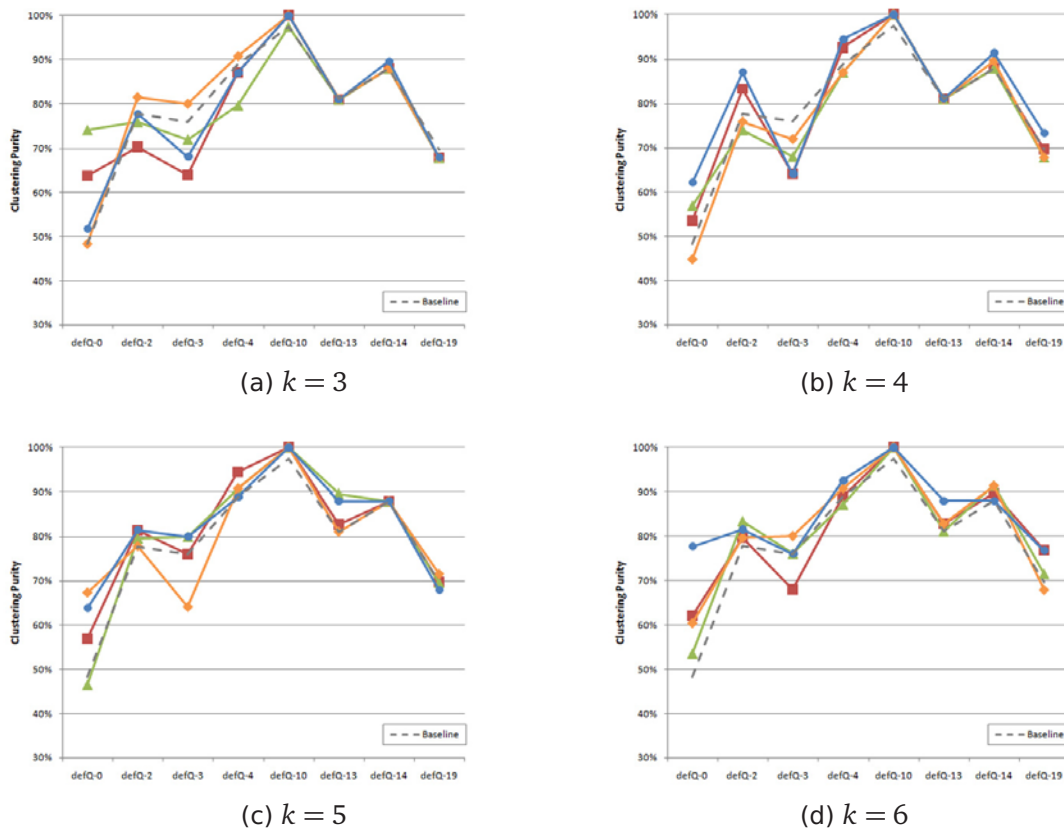 100%
90%
80%
70%
60%
50%
40%
30%
Clustering Purity
Baseline
defQ-0 defQ-2 defQ-3 defQ-4 defQ-10 defQ-13 defQ-14 defQ-19
(a) k = 3
100%
90%
80%
70%
60%
50%
40%
30%
Clustering Purity
Baseline
defQ-0 defQ-2 defQ-3 defQ-4 defQ-10 defQ-13 defQ-14 defQ-19
(b) k = 4
100%
90%
80%
70%
60%
50%
40%
30%
Clustering Purity
Baseline
defQ-0 defQ-2 defQ-3 defQ-4 defQ-10 defQ-13 defQ-14 defQ-19
(c) k = 5
100%
90%
80%
70%
60%
50%
40%
30%
Clustering Purity
Baseline
defQ-0 defQ-2 defQ-3 defQ-4 defQ-10 defQ-13 defQ-14 defQ-19
(d) k = 6